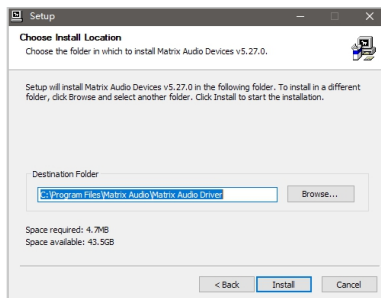 Setup
Choose Install Location
Choose the folder in which to install Matrix Audio Devices v5.27.0.
Setup will install Matrix Audio Devices v5.27.0 in the following folder. To install in a different
folder, click Browse and select another folder. Click Install to start the installation.
Destination Folder
C:\Program Files\Matrix Audio\Matrix Audio Driver
Browse...
Space required: 4.7MB
Space available: 43.5GB
< Back
Install
Cancel